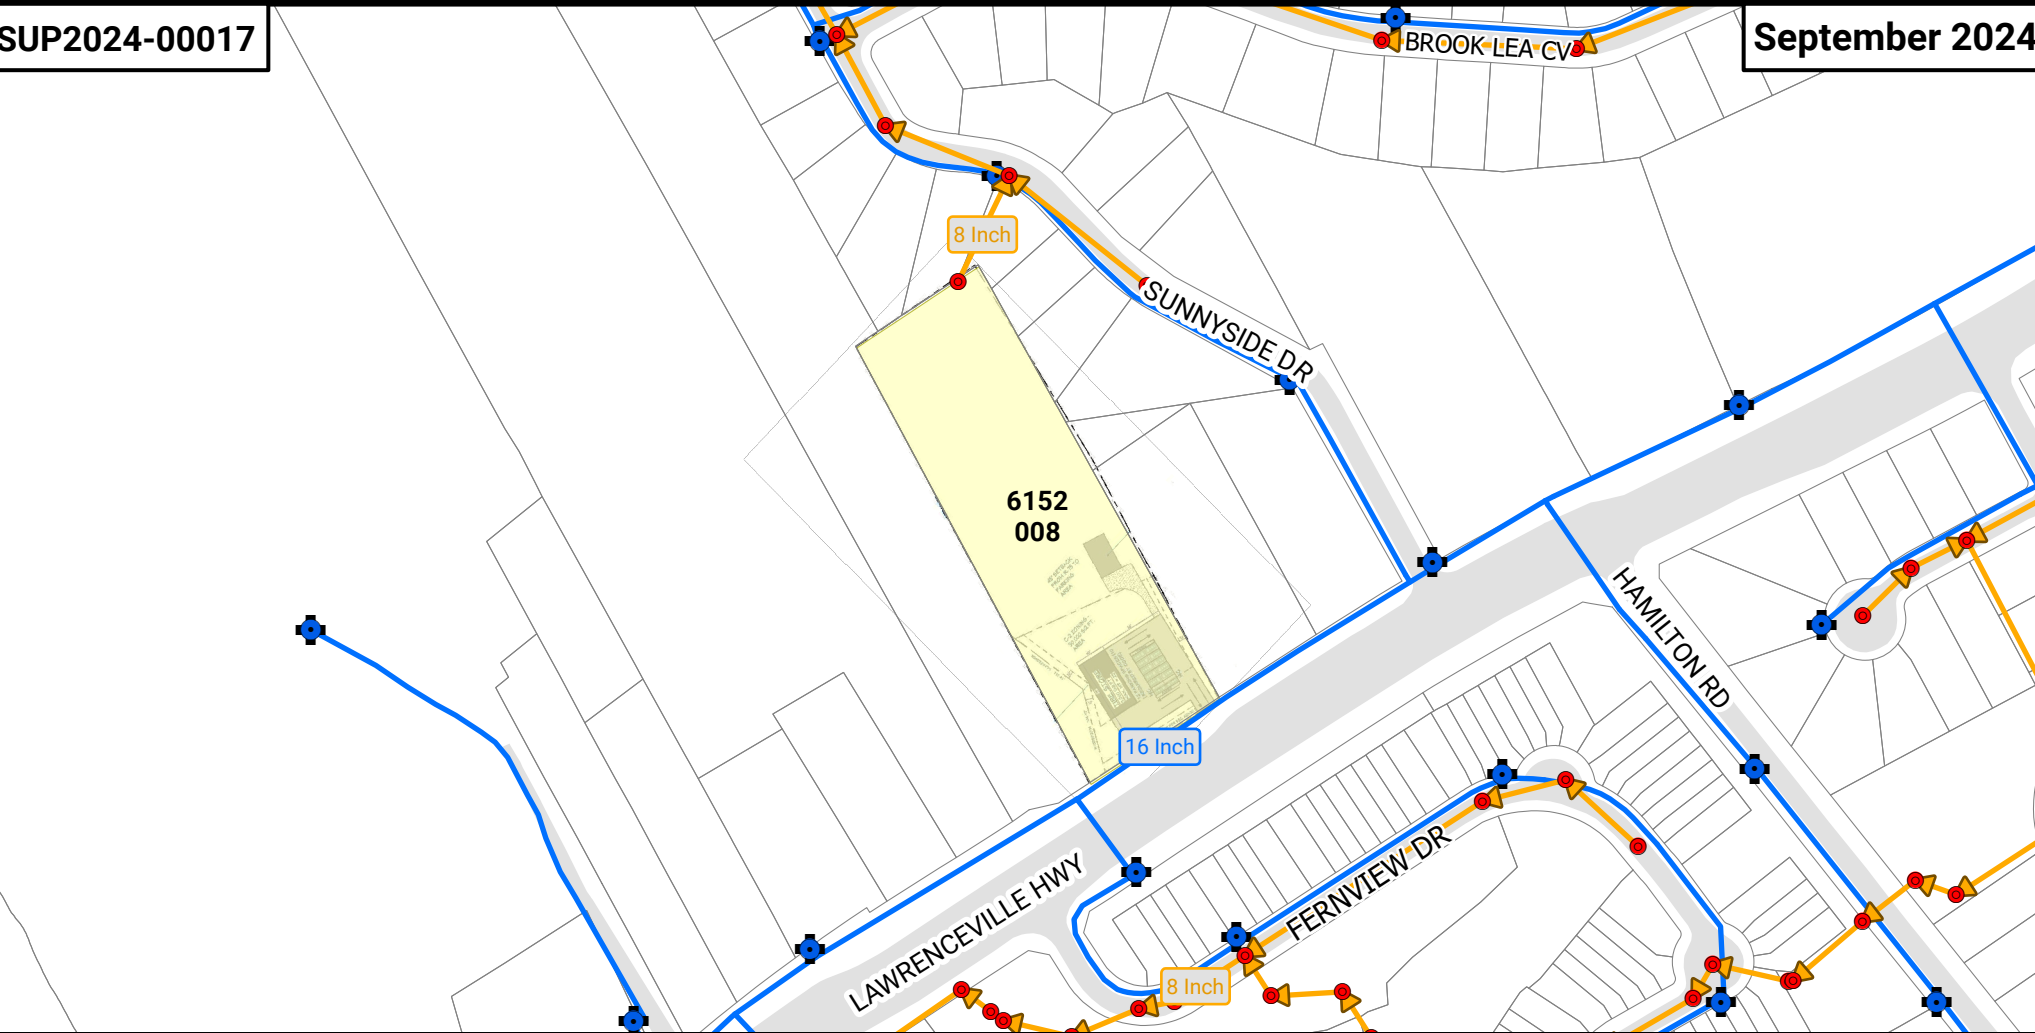 SUP2024-00017
September 2024
BROOK LEA CV
8 Inch
SUNNYSIDE DR
6152
008
HAMILTON RD
16 Inch
LAWRENCEVILLE HWY
FERNVIEW DR
8 Inch